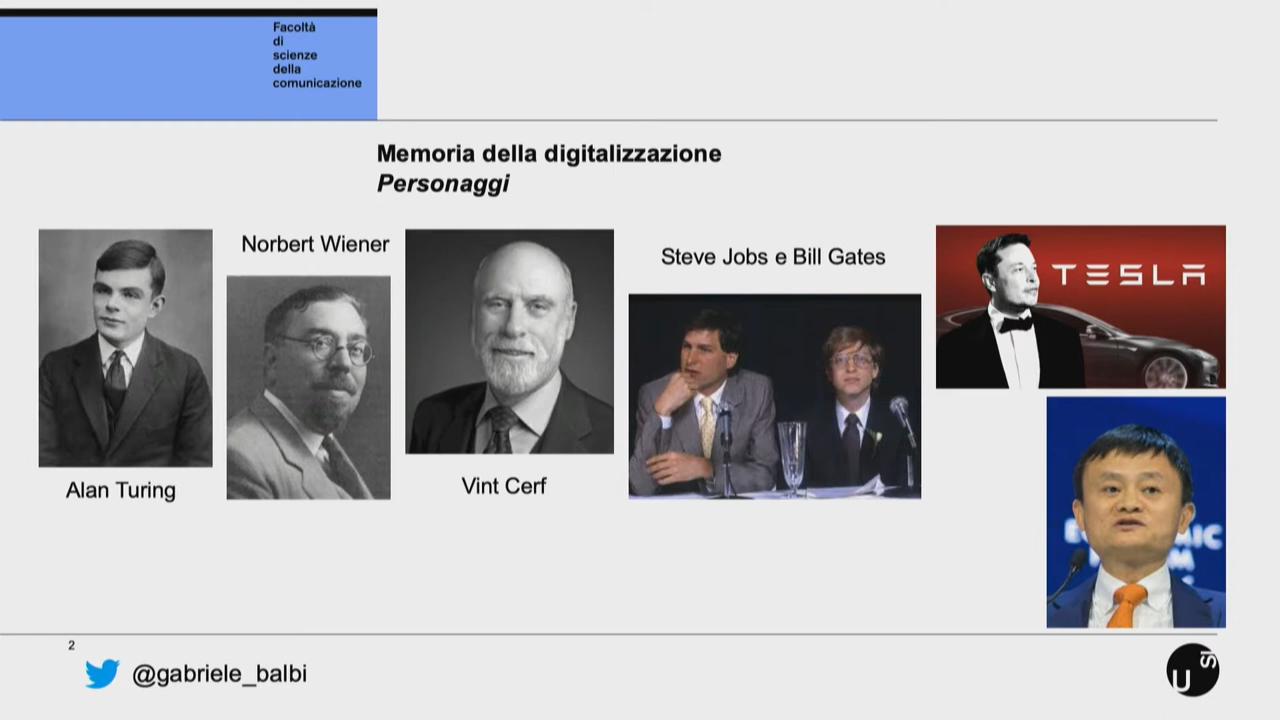 Facoltà
di
scienze
della
comunicazione
Memoria della digitalizzazione
Personaggi
Norbert Wiener
Steve Jobs e Bill Gates
TESLA
Alan Turing
Vint Cerf
2
@gabriele_balbi
U
SI